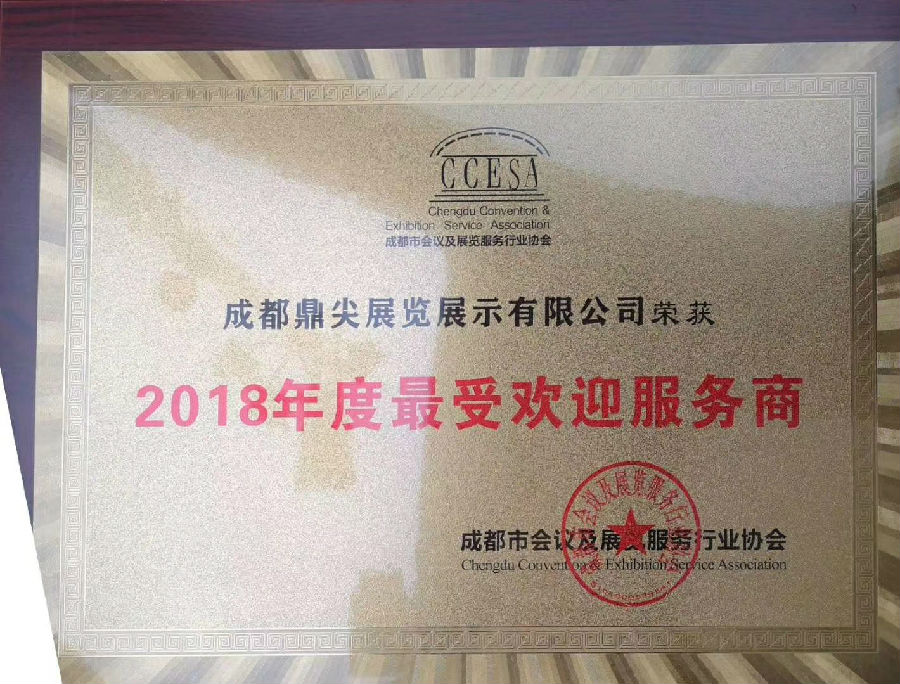 CCESA
Chengdu Convention &
Exhibition Service Association
成都市会议及展览服务行业协会
成都鼎尖展览展示有限公司荣获
2018年度最受欢迎服务商
成都市会议及展览服务行业协会
Chengdu Convention & Exhibition Service Association